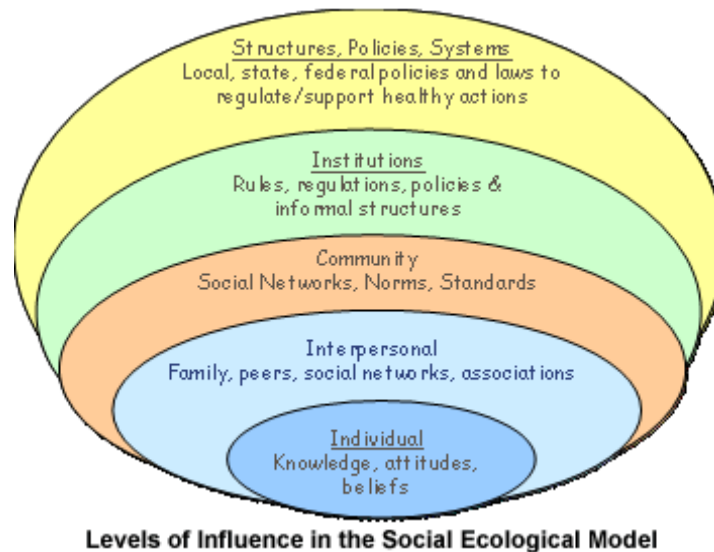 Structures, Policies, Systems
Local, state, federal policies and laws to
regulate/support healthy actions
Institutions
Rules, regulations, policies &
informal structures
Community
Social Networks, Norms, Standards
Interpersonal
Family, peers, social networks, associations
Individual
Knowledge, attitudes,
beliefs
Levels of Influence in the Social Ecological Model